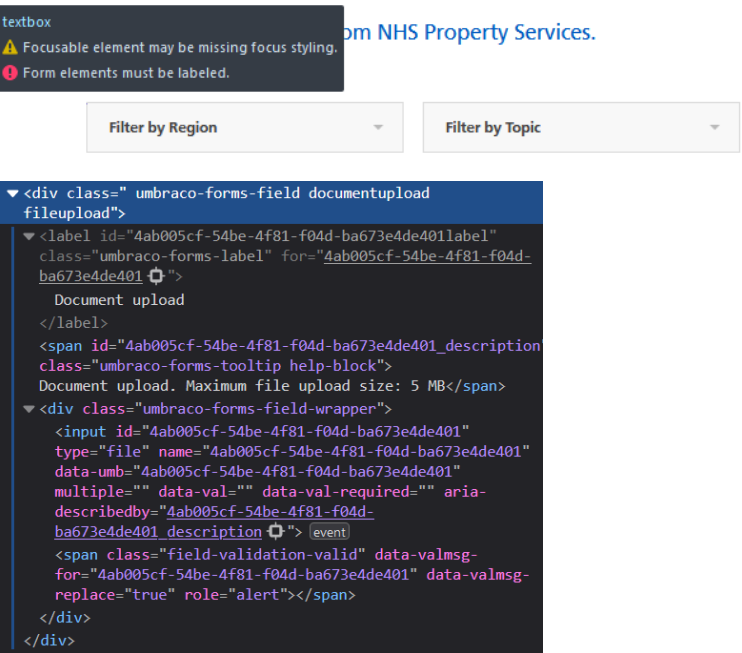 textbox
Focusable element may be missing focus styling.
Form elements must be labeled.
om NHS Property Services.
Filter by Region
Filter by Topic
<div class=" umbraco-forms-field documentupload
fileupload">
<label id="4ab005cf-54be-4f81-f04d-ba673e4de401label"
class="umbraco-forms-label" for="4ab005cf-54be-4f81-f04d-
ba673e4de401">
Document upload
</label>
<span id="4ab005cf-54be-4f81-f04d-ba673e4de401_description"
class="umbraco-forms-tooltip help-block">
Document upload. Maximum file upload size: 5 MB</span>
<div class="umbraco-forms-field-wrapper">
<input id="4ab005cf-54be-4f81-f04d-ba673e4de401"
type="file" name="4ab005cf-54be-4f81-f04d-ba673e4de401"
data-umb="4ab005cf-54be-4f81-f04d-ba673e4de401"
multiple="" data-val="" data-val-required="" aria-
describedby="4ab005cf-54be-4f81-f04d-
ba673e4de401_description"> event
<span class="field-validation-valid" data-valmsg-
for="4ab005cf-54be-4f81-f04d-ba673e4de401" data-valmsg-
replace="true" role="alert"></span>
</div>
</div>